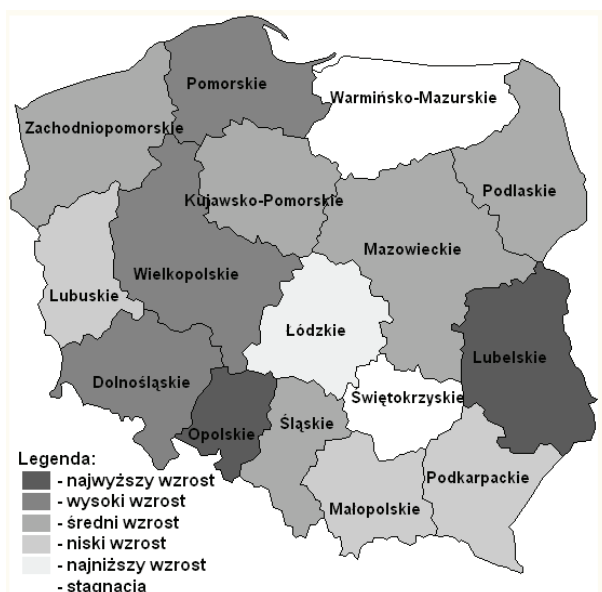 Pomorskie
Warmińsko-Mazurskie
Zachodniopomorskie
Podlaskie
Kujawsko-Pomorskie
Mazowieckie
Wielkopolskie
Lubuskie
Łódzkie
Lubelskie
Dolnośląskie
Świętokrzyskie
Opolskie
Śląskie
Podkarpackie
Małopolskie
Legenda:
- najwyższy wzrost
- wysoki wzrost
- średni wzrost
- niski wzrost
- najniższy wzrost
- stagnacja